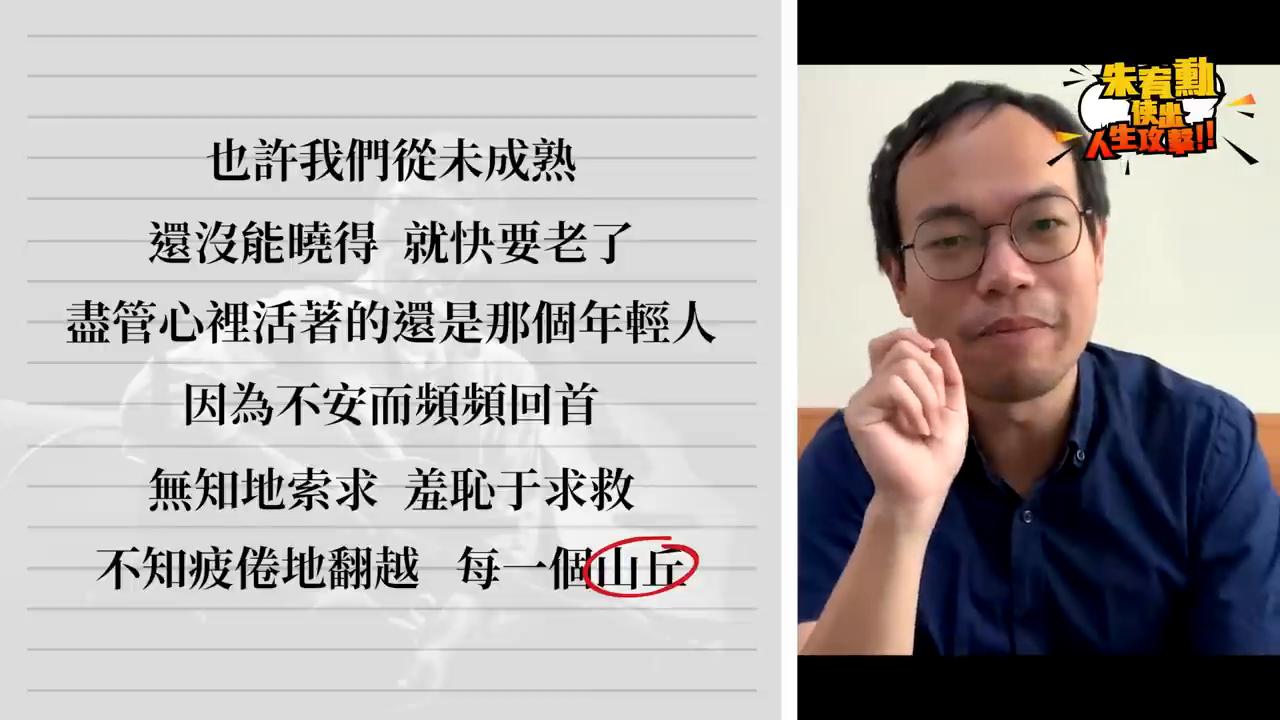 也許我們從未成熟
還沒能曉得 就快要老了
盡管心裡活著的還是那個年輕人
因為不安而頻頻回首
無知地索求 羞恥于求救
不知疲倦地翻越 每一個山丘
朱宥勳
使出
人生攻擊!!